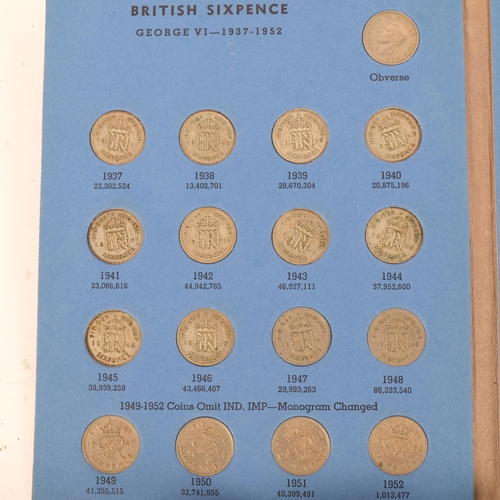 BRITISH SIXPENCE
GEORGE VI—1937-1952
Obverse
1937 1938 1939 1940
22,302,524 13,402,701 28,670,304 20,875,196
1941 1942 1943 1944
23,086,616 44,942,785 46,927,111 37,952,600
1945 1946 1947 1948
39,939,259 43,466,407 29,993,263 88,323,540
1949-1952 Coins Omit IND. IMP—Monogram Changed
1949 1950 1951 1952
41,355,515 32,741,955 40,399,491 1,013,477